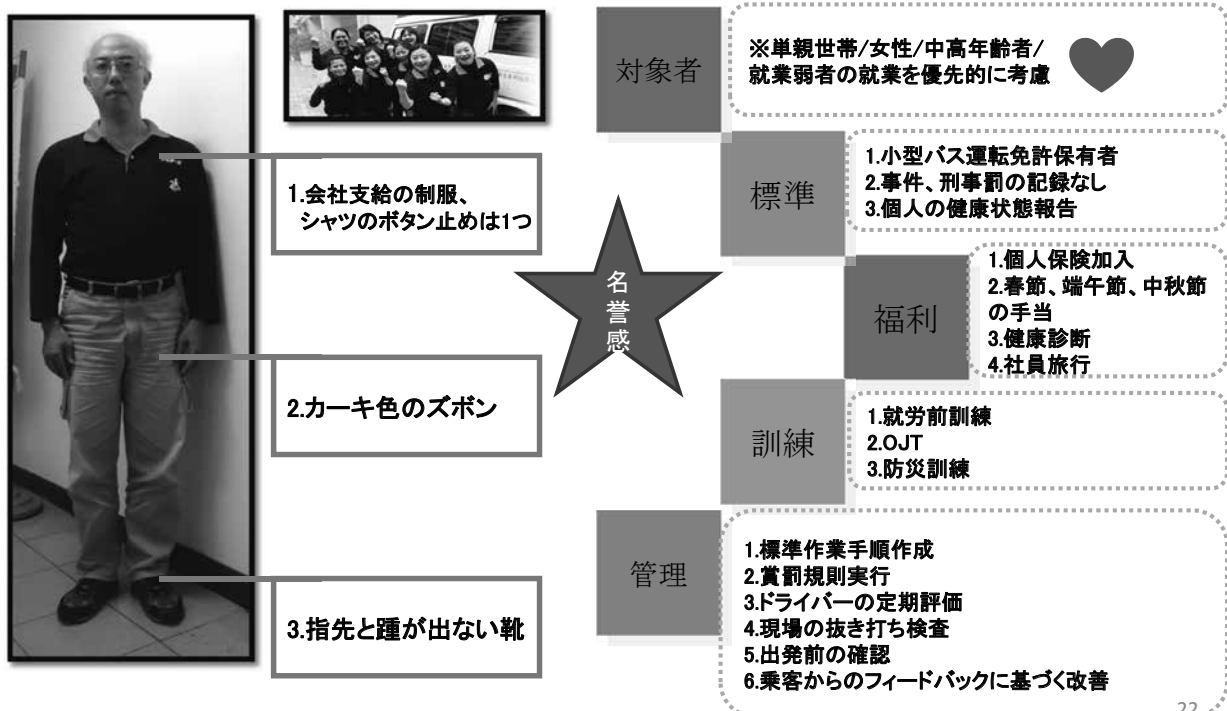 1.会社支給の制服、
シャツのボタン止めは1つ
2.カーキ色のズボン
3.指先と踵が出ない靴
名誉感
対象者
※単親世帯/女性/中高年齢者/
就業弱者の就業を優先的に考慮
標準
1.小型バス運転免許保有者
2.事件、刑事罰の記録なし
3.個人の健康状態報告
福利
1.個人保険加入
2.春節、端午節、中秋節
の手当
3.健康診断
4.社員旅行
訓練
1.就労前訓練
2.OJT
3.防災訓練
管理
1.標準作業手順作成
2.賞罰規則実行
3.ドライバーの定期評価
4.現場の抜き打ち検査
5.出発前の確認
6.乗客からのフィードバックに基づく改善
22